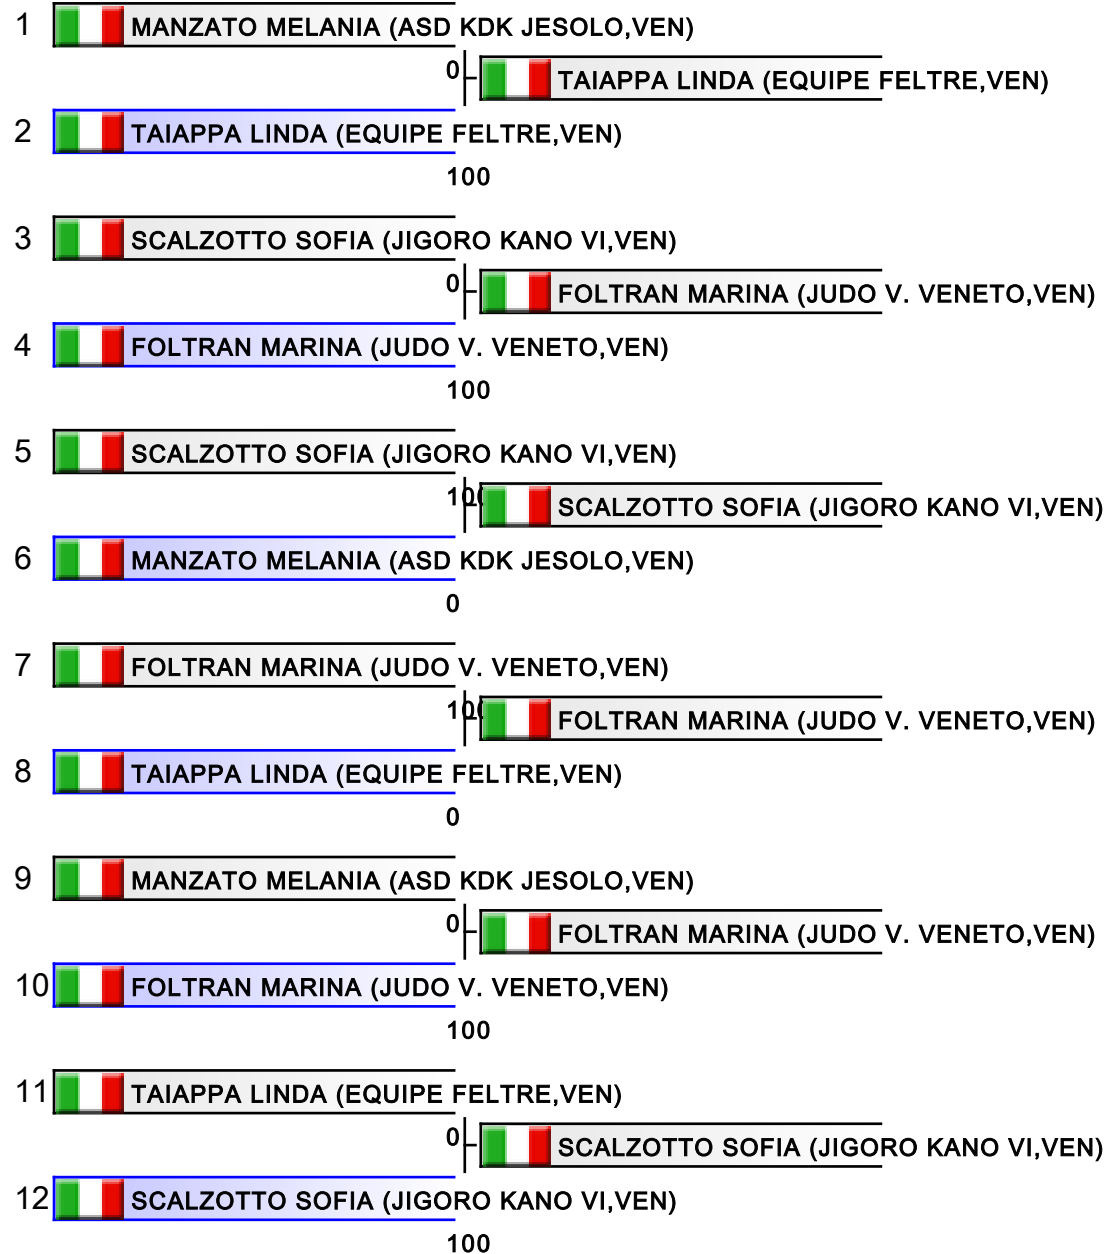 1 MANZATO MELANIA (ASD KDK JESOLO,VEN)
0 TAIAPPA LINDA (EQUIPE FELTRE,VEN)
2 TAIAPPA LINDA (EQUIPE FELTRE,VEN)
100
3 SCALZOTTO SOFIA (JIGORO KANO VI,VEN)
0 FOLTRAN MARINA (JUDO V. VENETO,VEN)
4 FOLTRAN MARINA (JUDO V. VENETO,VEN)
100
5 SCALZOTTO SOFIA (JIGORO KANO VI,VEN)
100 SCALZOTTO SOFIA (JIGORO KANO VI,VEN)
6 MANZATO MELANIA (ASD KDK JESOLO,VEN)
0
7 FOLTRAN MARINA (JUDO V. VENETO,VEN)
100 FOLTRAN MARINA (JUDO V. VENETO,VEN)
8 TAIAPPA LINDA (EQUIPE FELTRE,VEN)
0
9 MANZATO MELANIA (ASD KDK JESOLO,VEN)
0 FOLTRAN MARINA (JUDO V. VENETO,VEN)
10 FOLTRAN MARINA (JUDO V. VENETO,VEN)
100
11 TAIAPPA LINDA (EQUIPE FELTRE,VEN)
0 SCALZOTTO SOFIA (JIGORO KANO VI,VEN)
12 SCALZOTTO SOFIA (JIGORO KANO VI,VEN)
100